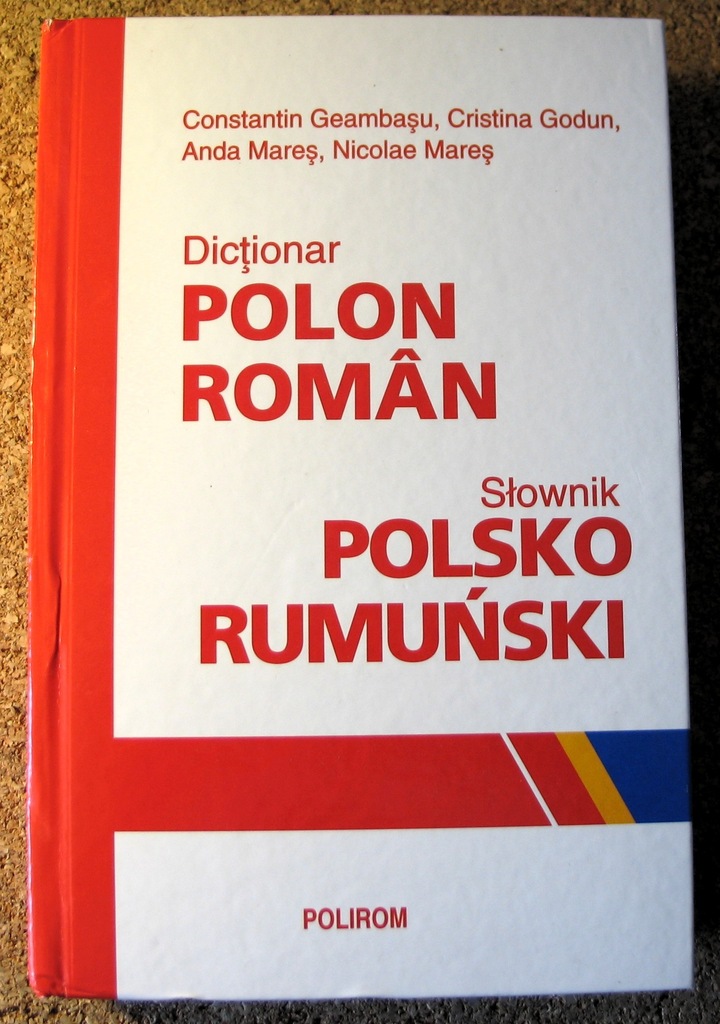 Constantin Geambaşu, Cristina Godun,
Anda Mareş, Nicolae Mareş
Dicţionar
POLON
ROMÂN
Słownik
POLSKO
RUMUŃSKI
POLIROM